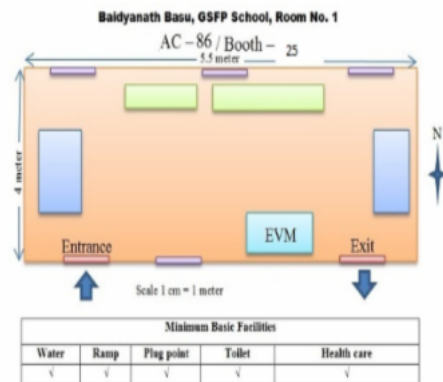 Baidyanath Basu, GSFP School, Room No. 1
AC – 86 / Booth – 25
5.5 meter
4 meter
N
EVM
Entrance
Exit
Scale 1 cm = 1 meter
Minimum Basic Facilities
Water Ramp Plug point Toilet Health care
√ √ √ √ √